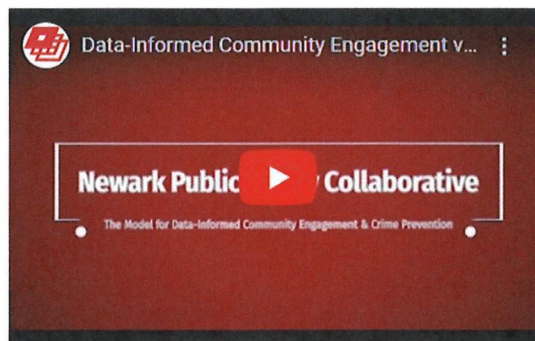 Data-Informed Community Engagement v...
Newark Public y Collaborative
The Model for Data-Informed Community Engagement & Crime Prevention